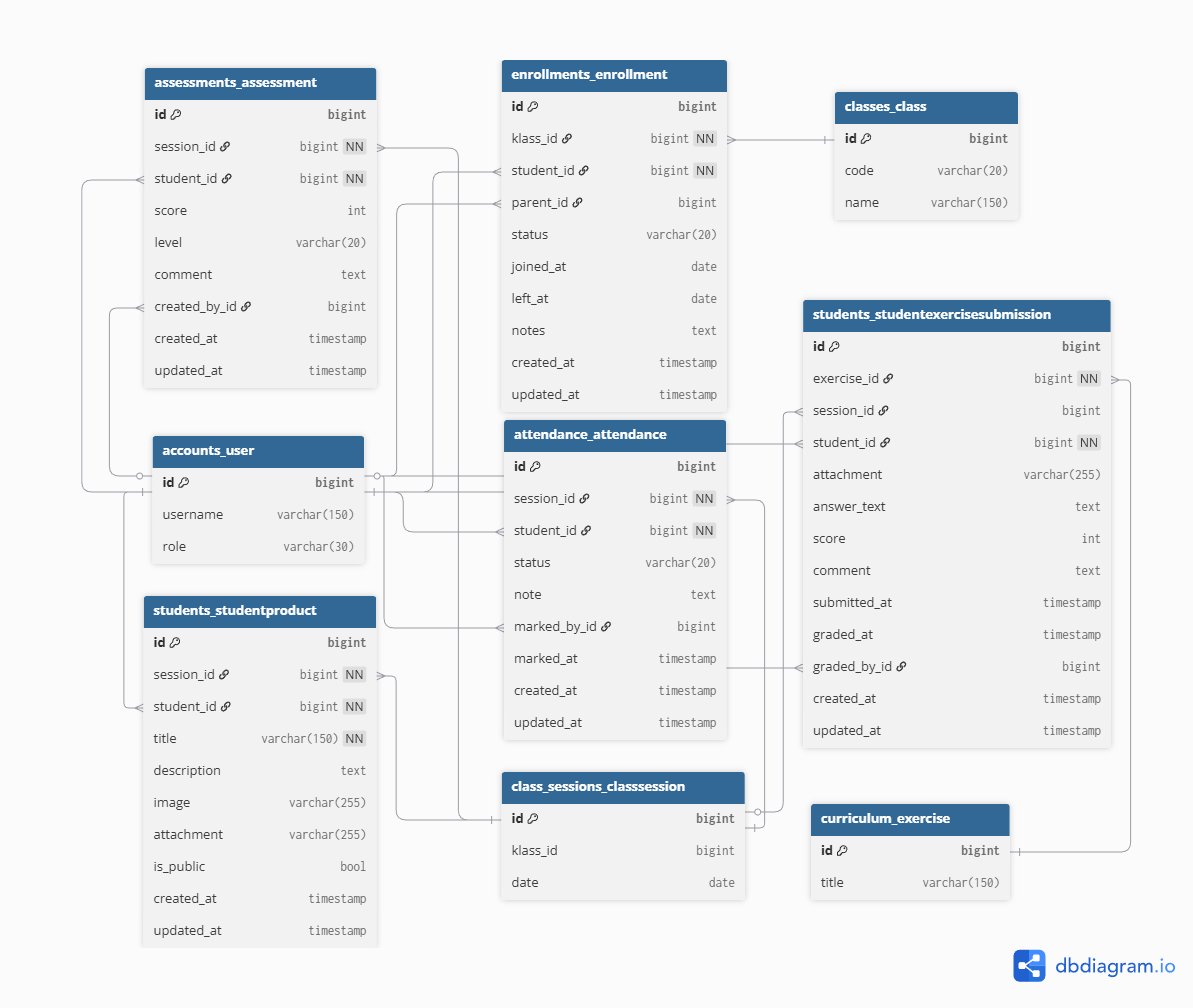 assessments_assessment
id bigint
session_id bigint NN
student_id bigint NN
score int
level varchar(20)
comment text
created_by_id bigint
created_at timestamp
updated_at timestamp
enrollments_enrollment
id bigint
klass_id bigint NN
student_id bigint NN
parent_id bigint
status varchar(20)
joined_at date
left_at date
notes text
created_at timestamp
updated_at timestamp
classes_class
id bigint
code varchar(20)
name varchar(150)
students_studentexercisesubmission
id bigint
exercise_id bigint NN
session_id bigint
student_id bigint NN
attachment varchar(255)
answer_text text
score int
comment text
submitted_at timestamp
graded_at timestamp
graded_by_id bigint
created_at timestamp
updated_at timestamp
accounts_user
id bigint
username varchar(150)
role varchar(30)
attendance_attendance
id bigint
session_id bigint NN
student_id bigint NN
status varchar(20)
note text
marked_by_id bigint
marked_at timestamp
created_at timestamp
updated_at timestamp
students_studentproduct
id bigint
session_id bigint NN
student_id bigint NN
title varchar(150) NN
description text
image varchar(255)
attachment varchar(255)
is_public bool
created_at timestamp
updated_at timestamp
class_sessions_classsession
id bigint
klass_id bigint
date date
curriculum_exercise
id bigint
title varchar(150)
dbdiagram.io